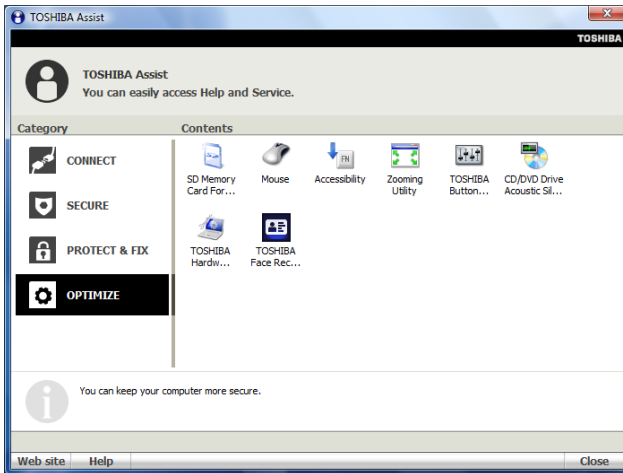 TOSHIBA Assist
TOSHIBA
TOSHIBA Assist
You can easily access Help and Service.
Category
Contents
CONNECT
SECURE
PROTECT & FIX
OPTIMIZE
SD Memory
Card For...
Mouse
FN
Accessibility
Zooming
Utility
TOSHIBA
Button...
CD/DVD Drive
Acoustic Sil...
TOSHIBA
Hardw...
TOSHIBA
Face Rec...
You can keep your computer more secure.
Web site
Help
Close